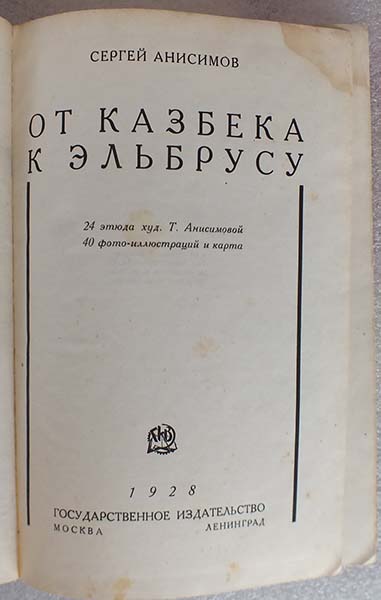 СЕРГЕЙ АНИСИМОВ
ОТ КАЗБЕКА
К ЭЛЬБРУСУ
24 этюда худ. Т. Анисимовой
40 фото-иллюстраций и карта
1928
ГОСУДАРСТВЕННОЕ ИЗДАТЕЛЬСТВО
МОСКВА ЛЕНИНГРАД